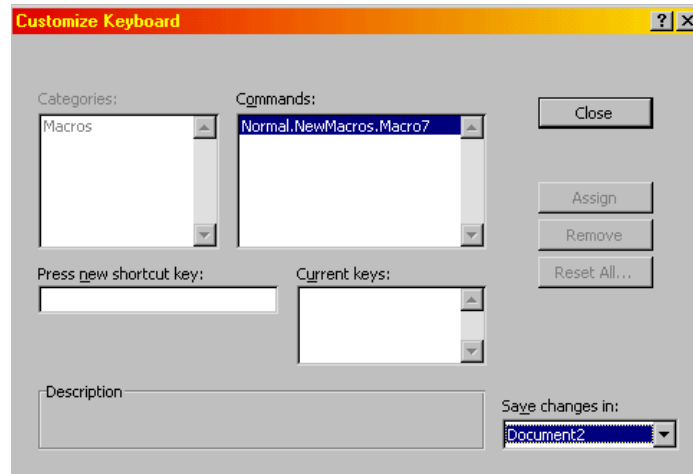 Customize Keyboard
Categories:
Commands:
Macros
Normal.NewMacros.Macro7
Close
Assign
Remove
Reset All...
Press new shortcut key:
Current keys:
Description
Save changes in:
Document2